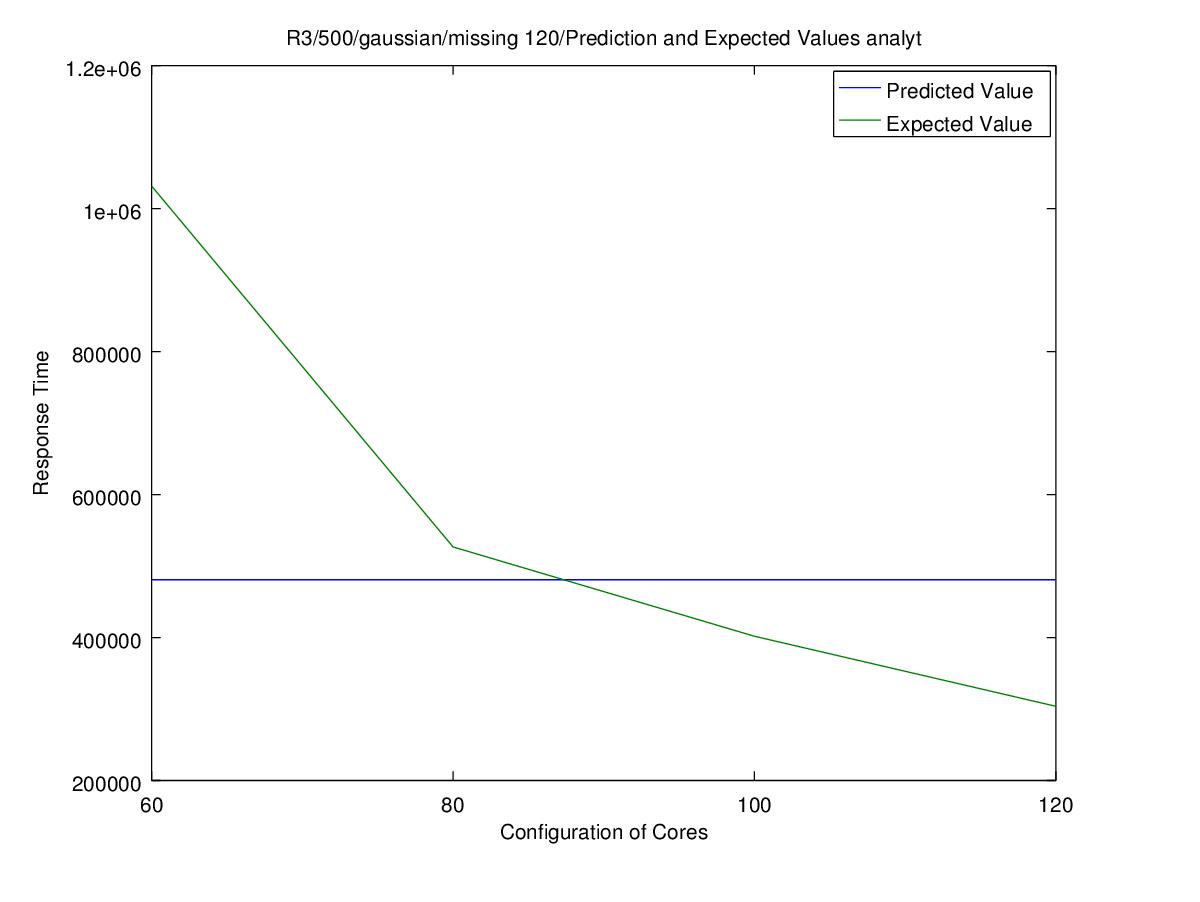 R3/500/gaussian/missing 120/Prediction and Expected Values analyt
1.2e+06
1e+06
800000
600000
400000
200000
60
80
100
120
Response Time
Configuration of Cores
Predicted Value
Expected Value